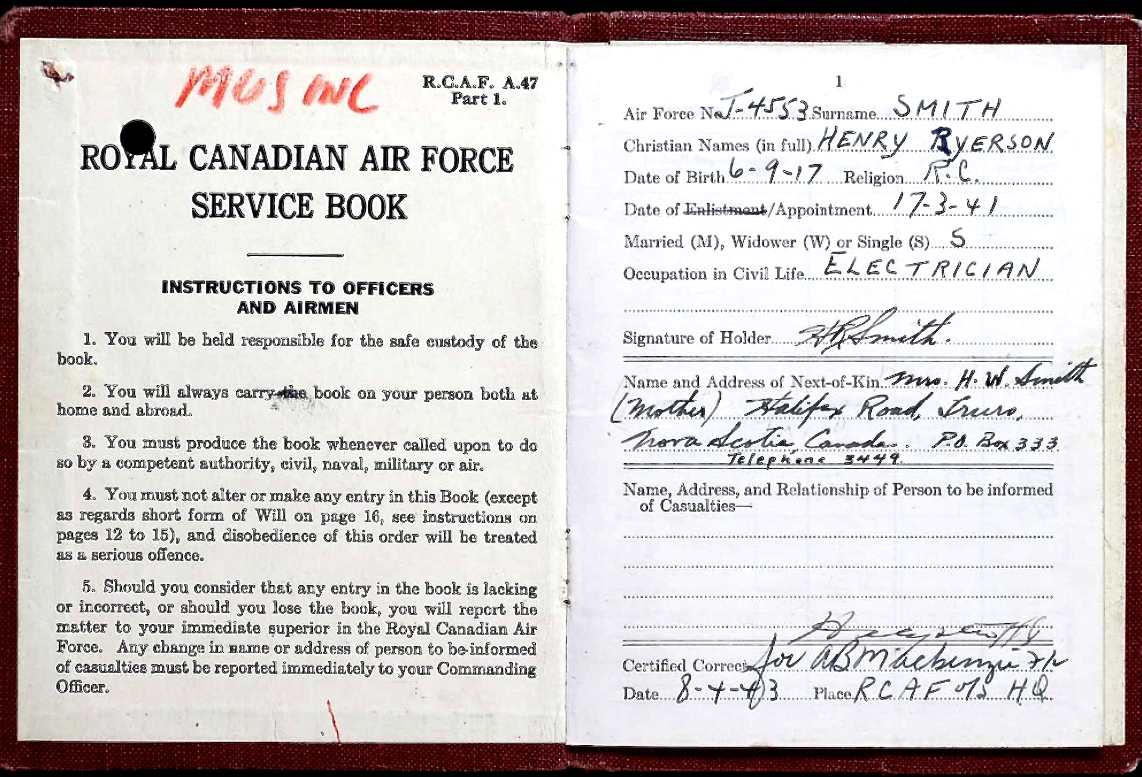 MUS INC
R.C.A.F. A.47
Part 1.
ROYAL CANADIAN AIR FORCE
SERVICE BOOK
INSTRUCTIONS TO OFFICERS
AND AIRMEN
1. You will be held responsible for the safe custody of the
book.
2. You will always carry the book on your person both at
home and abroad.
3. You must produce the book whenever called upon to do
so by a competent authority, civil, naval, military or air.
4. You must not alter or make any entry in this Book (except
as regards short form of Will on page 16, see instructions on
pages 12 to 15), and disobedience of this order will be treated
as a serious offence.
5. Should you consider that any entry in the book is lacking
or incorrect, or should you lose the book, you will report the
matter to your immediate superior in the Royal Canadian Air
Force. Any change in name or address of person to be informed
of casualties must be reported immediately to your Commanding
Officer.
1
Air Force No. J-4553 Surname SMITH
Christian Names (in full) HENRY RYERSON
Date of Birth 6-9-17 Religion R.C.
Date of Enlistment/Appointment 17-3-41
Married (M), Widower (W) or Single (S) S
Occupation in Civil Life ELECTRICIAN
Signature of Holder HRSmith.
Name and Address of Next-of-Kin Mrs. H. W. Smith
(Mother) Halifax Road, Truro,
Nova Scotia Canada. P.O. Box 333
Telephone 3449.
Name, Address, and Relationship of Person to be informed
of Casualties—
Certified Correct for AB Mackenzie
Date 8-4-43 Place RCAF O/S HQ